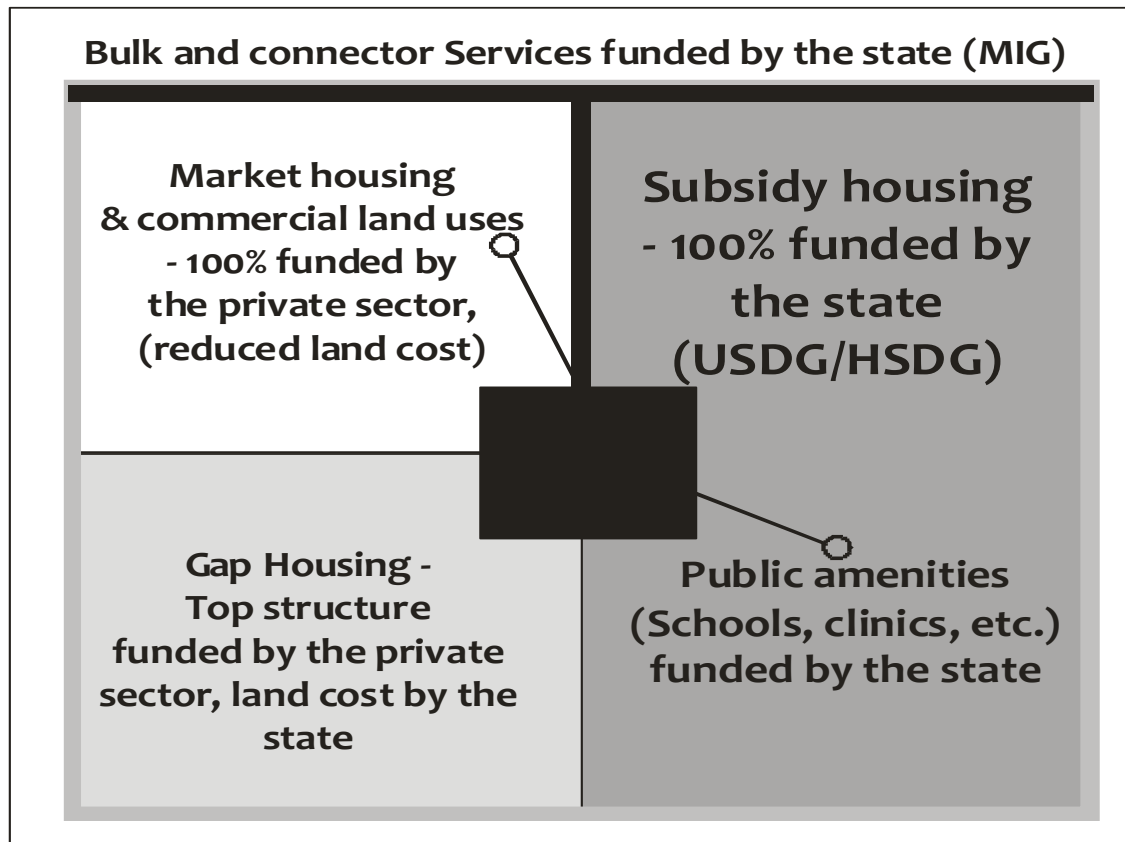 Bulk and connector Services funded by the state (MIG)
Market housing
& commercial land uses
- 100% funded by
the private sector,
(reduced land cost)
Subsidy housing
- 100% funded by
the state
(USDG/HSDG)
Gap Housing -
Top structure
funded by the private
sector, land cost by the
state
Public amenities
(Schools, clinics, etc.)
funded by the state